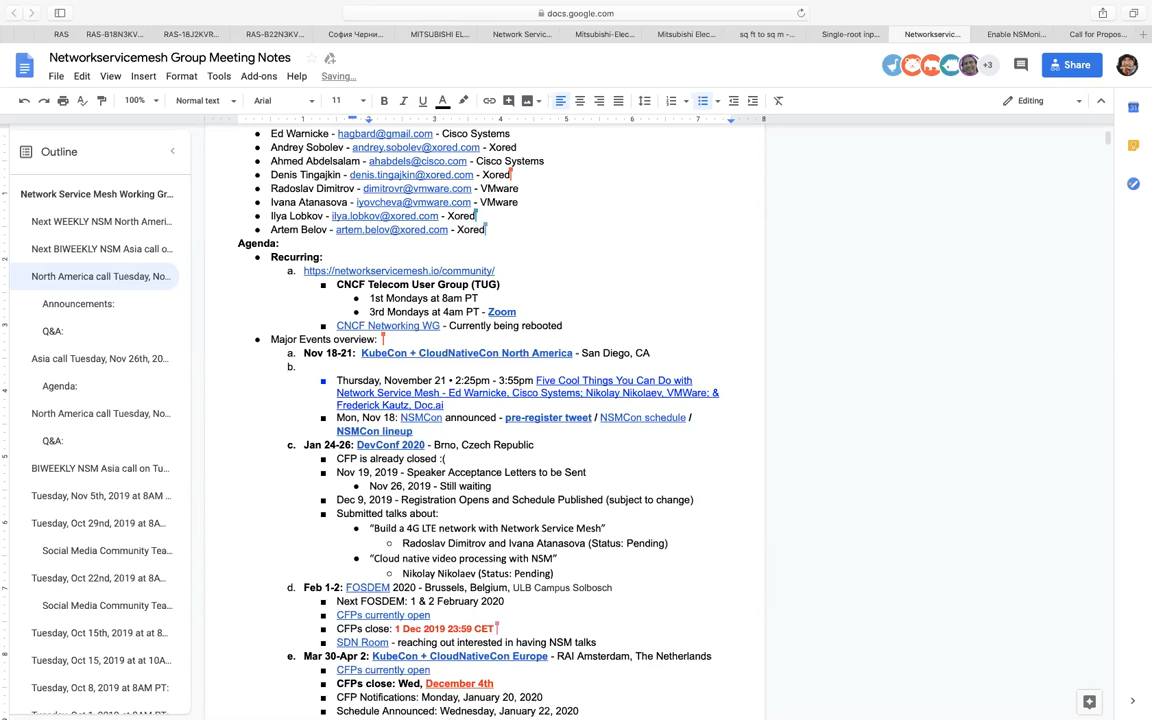 docs.google.com
RAS
RAS-B18N3KV...
RAS-18J2KVR...
RAS-B22N3KV...
София Черни...
MITSUBISHI EL...
Network Servic...
Mitsubishi-Elec...
Mitsubishi Elec...
sq ft to sq m -...
Single-root inp...
Networkservic...
Enable NSMoni...
Call for Propos...
Networkservicemesh Group Meeting Notes
File Edit View Insert Format Tools Add-ons Help Saving...
+3
Share
100% Normal text Arial 11 B I U A Editing
1 2 3 4 5 6 7 8
Outline
Network Service Mesh Working Gr...
Next WEEKLY NSM North Ameri...
Next BIWEEKLY NSM Asia call o...
North America call Tuesday, No...
Announcements:
Q&A:
Asia call Tuesday, Nov 26th, 20...
Agenda:
North America call Tuesday, No...
Q&A:
BIWEEKLY NSM Asia call on Tu...
Tuesday, Nov 5th, 2019 at 8AM ...
Tuesday, Oct 29nd, 2019 at 8A...
Social Media Community Tea...
Tuesday, Oct 22nd, 2019 at 8A...
Social Media Community Tea...
Tuesday, Oct 15th, 2019 at at 8...
Tuesday, Oct 15, 2019 at at 10A...
Tuesday, Oct 8, 2019 at 8AM PT:
Tuesday, Oct 1, 2019 at 8AM PT:
● Ed Warnicke - hagbard@gmail.com - Cisco Systems
● Andrey Sobolev - andrey.sobolev@xored.com - Xored
● Ahmed Abdelsalam - ahabdels@cisco.com - Cisco Systems
● Denis Tingajkin - denis.tingajkin@xored.com - Xored
● Radoslav Dimitrov - dimitrovr@vmware.com - VMware
● Ivana Atanasova - iyovcheva@vmware.com - VMware
● Ilya Lobkov - ilya.lobkov@xored.com - Xored
● Artem Belov - artem.belov@xored.com - Xored
Agenda:
● Recurring:
a. https://networkservicemesh.io/community/
■ CNCF Telecom User Group (TUG)
● 1st Mondays at 8am PT
● 3rd Mondays at 4am PT - Zoom
■ CNCF Networking WG - Currently being rebooted
● Major Events overview:
a. Nov 18-21: KubeCon + CloudNativeCon North America - San Diego, CA
b.
■ Thursday, November 21 • 2:25pm - 3:55pm Five Cool Things You Can Do with
Network Service Mesh - Ed Warnicke, Cisco Systems; Nikolay Nikolaev, VMWare; &
Frederick Kautz, Doc.ai
■ Mon, Nov 18: NSMCon announced - pre-register tweet / NSMCon schedule /
NSMCon lineup
c. Jan 24-26: DevConf 2020 - Brno, Czech Republic
■ CFP is already closed :(
■ Nov 19, 2019 - Speaker Acceptance Letters to be Sent
● Nov 26, 2019 - Still waiting
■ Dec 9, 2019 - Registration Opens and Schedule Published (subject to change)
■ Submitted talks about:
● “Build a 4G LTE network with Network Service Mesh”
○ Radoslav Dimitrov and Ivana Atanasova (Status: Pending)
● “Cloud native video processing with NSM”
○ Nikolay Nikolaev (Status: Pending)
d. Feb 1-2: FOSDEM 2020 - Brussels, Belgium, ULB Campus Solbosch
■ Next FOSDEM: 1 & 2 February 2020
■ CFPs currently open
■ CFPs close: 1 Dec 2019 23:59 CET
■ SDN Room - reaching out interested in having NSM talks
e. Mar 30-Apr 2: KubeCon + CloudNativeCon Europe - RAI Amsterdam, The Netherlands
■ CFPs currently open
■ CFPs close: Wed, December 4th
■ CFP Notifications: Monday, January 20, 2020
■ Schedule Announced: Wednesday, January 22, 2020